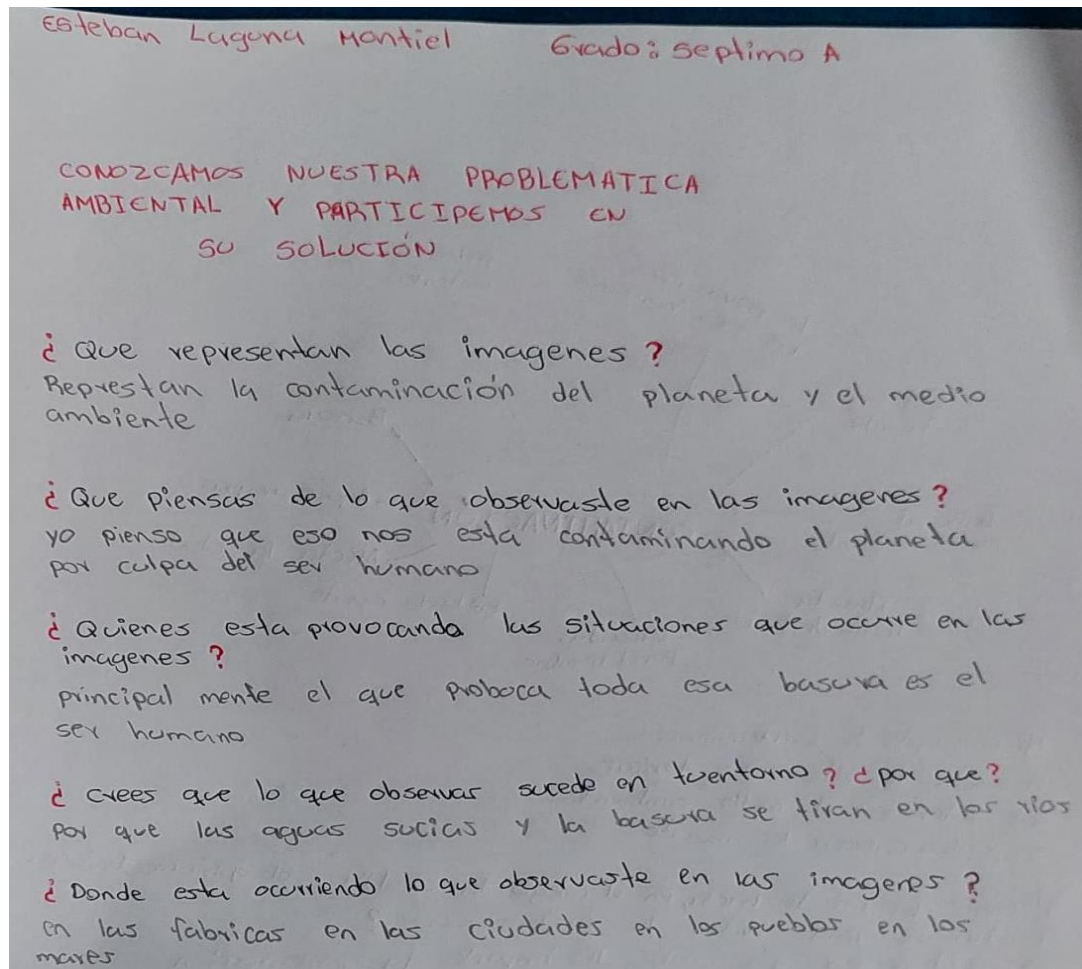 Esteban Laguna Montiel Grado: septimo A
CONOZCAMOS NUESTRA PROBLEMATICA
AMBIENTAL Y PARTICIPEMOS EN
SU SOLUCIÓN
¿Que representan las imagenes?
Represtan la contaminación del planeta y el medio
ambiente
¿Que piensas de lo que observaste en las imagenes?
yo pienso que eso nos esta contaminando el planeta
por culpa del ser humano
¿Quienes esta provocando las situaciones que ocurre en las
imagenes?
principal mente el que proboca toda esa basura es el
ser humano
¿crees que lo que observas sucede en tuentorno? ¿por que?
por que las aguas sucias y la basura se tiran en los rios
¿Donde esta ocurriendo lo que observaste en las imagenes?
en las fabricas en las ciudades en los pueblos en los
mares